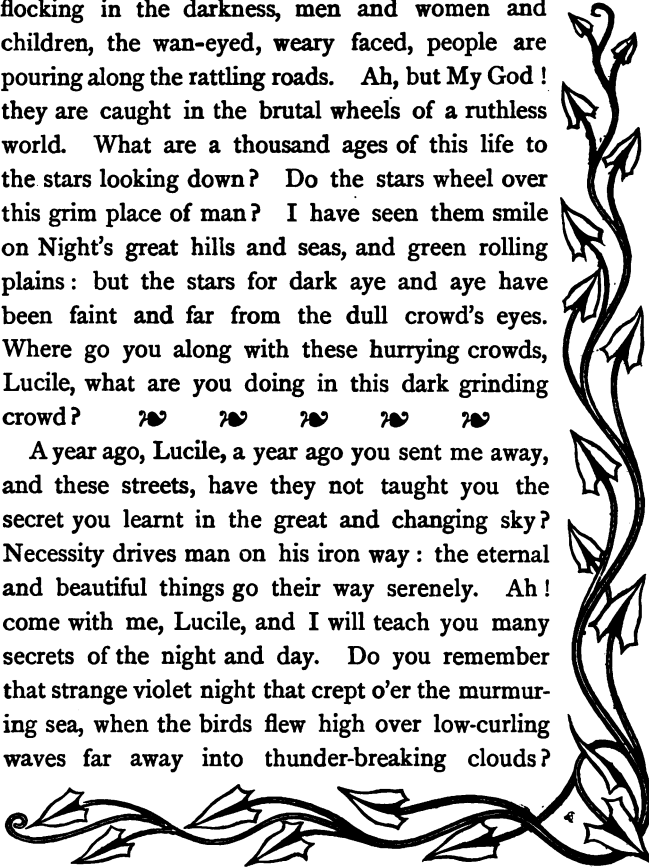 flocking in the darkness, men and women and
children, the wan-eyed, weary faced, people are
pouring along the rattling roads. Ah, but My God !
they are caught in the brutal wheels of a ruthless
world. What are a thousand ages of this life to
the stars looking down ? Do the stars wheel over
this grim place of man ? I have seen them smile
on Night's great hills and seas, and green rolling
plains : but the stars for dark aye and aye have
been faint and far from the dull crowd's eyes.
Where go you along with these hurrying crowds,
Lucile, what are you doing in this dark grinding
crowd ?
A year ago, Lucile, a year ago you sent me away,
and these streets, have they not taught you the
secret you learnt in the great and changing sky ?
Necessity drives man on his iron way : the eternal
and beautiful things go their way serenely. Ah !
come with me, Lucile, and I will teach you many
secrets of the night and day. Do you remember
that strange violet night that crept o'er the murmur-
ing sea, when the birds flew high over low-curling
waves far away into thunder-breaking clouds ?